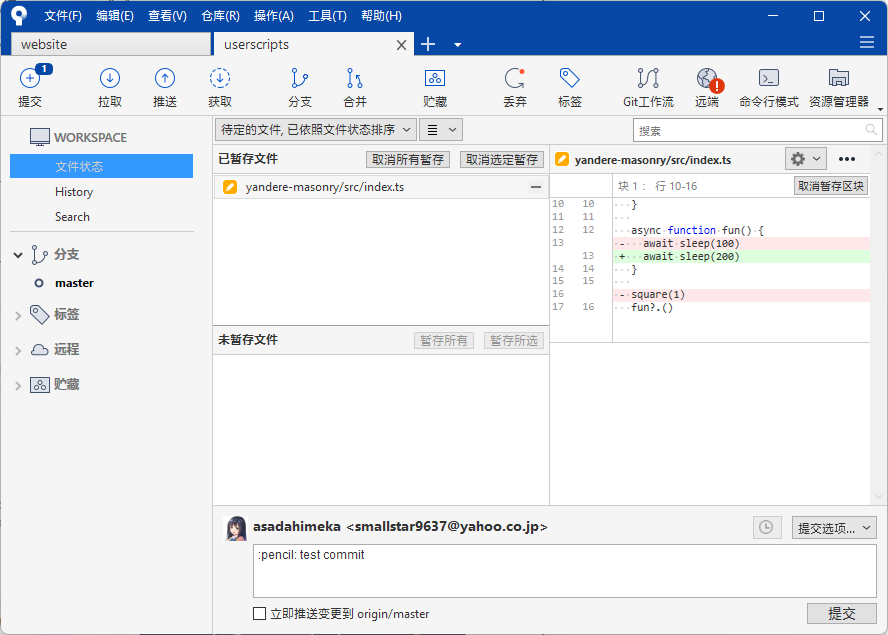 文件(F) 编辑(E) 查看(V) 仓库(R) 操作(A) 工具(T) 帮助(H)
website
userscripts
1
提交 拉取 推送 获取 分支 合并 贮藏 丢弃 标签 Git工作流 远端 命令行模式 资源管理器
WORKSPACE
文件状态
History
Search
分支
master
标签
远程
贮藏
待定的文件, 已依照文件状态排序
搜索
已暂存文件 取消所有暂存 取消选定暂存
yandere-masonry/src/index.ts
未暂存文件 暂存所有 暂存所选
yandere-masonry/src/index.ts
块 1： 行 10-16 取消暂存区块
10 10 ··· }
11 11 ···
12 12 ··· async·function·fun()·{
13 -··· await·sleep(100)
13 +··· await·sleep(200)
14 14 ··· }
15 15 ···
16 -·square(1)
17 16 ···fun?.()
asadahimeka <smallstar9637@yahoo.co.jp>
提交选项...
:pencil: test commit
立即推送变更到 origin/master
提交